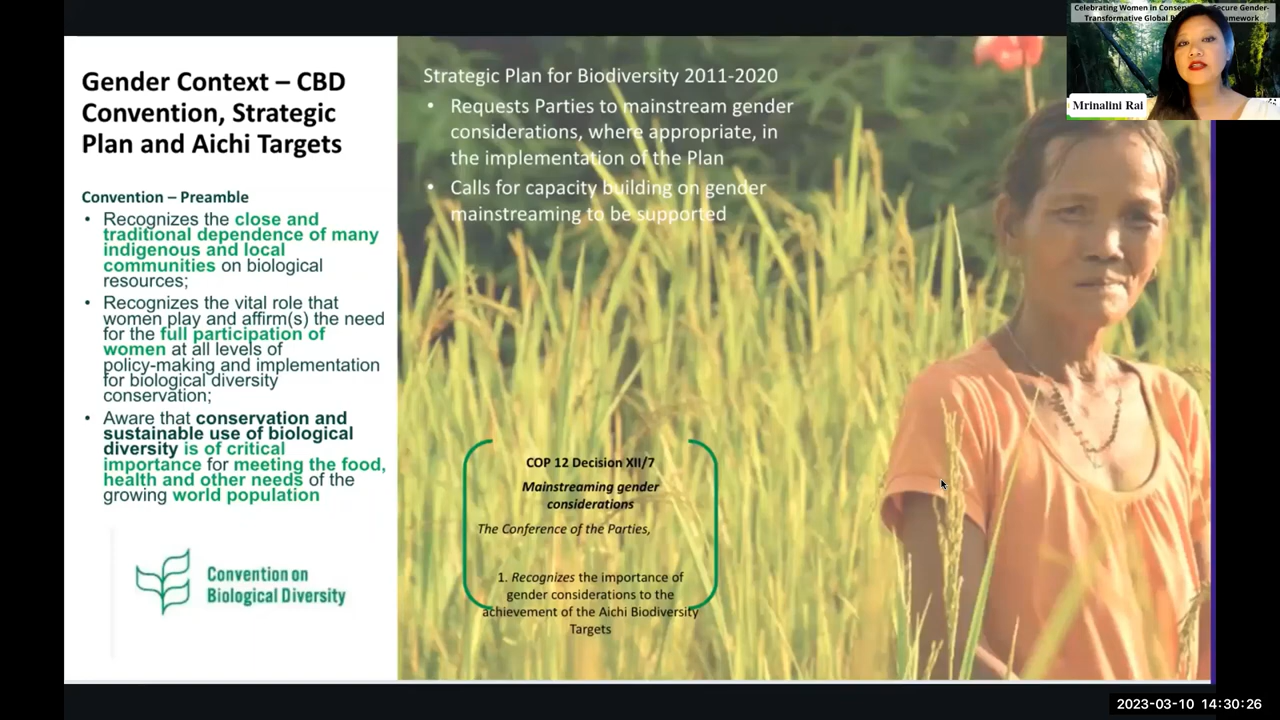 Gender Context – CBD
Convention, Strategic
Plan and Aichi Targets
Convention – Preamble
• Recognizes the close and
traditional dependence of many
indigenous and local
communities on biological
resources;
• Recognizes the vital role that
women play and affirm(s) the need
for the full participation of
women at all levels of
policy-making and implementation
for biological diversity
conservation;
• Aware that conservation and
sustainable use of biological
diversity is of critical
importance for meeting the food,
health and other needs of the
growing world population
Convention on
Biological Diversity
Strategic Plan for Biodiversity 2011-2020
• Requests Parties to mainstream gender
considerations, where appropriate, in
the implementation of the Plan
• Calls for capacity building on gender
mainstreaming to be supported
COP 12 Decision XII/7
Mainstreaming gender
considerations
The Conference of the Parties,
1. Recognizes the importance of
gender considerations to the
achievement of the Aichi Biodiversity
Targets
Celebrating Women in Gender-
Transformative Global
Mrinalini Rai
2023-03-10 14:30:26